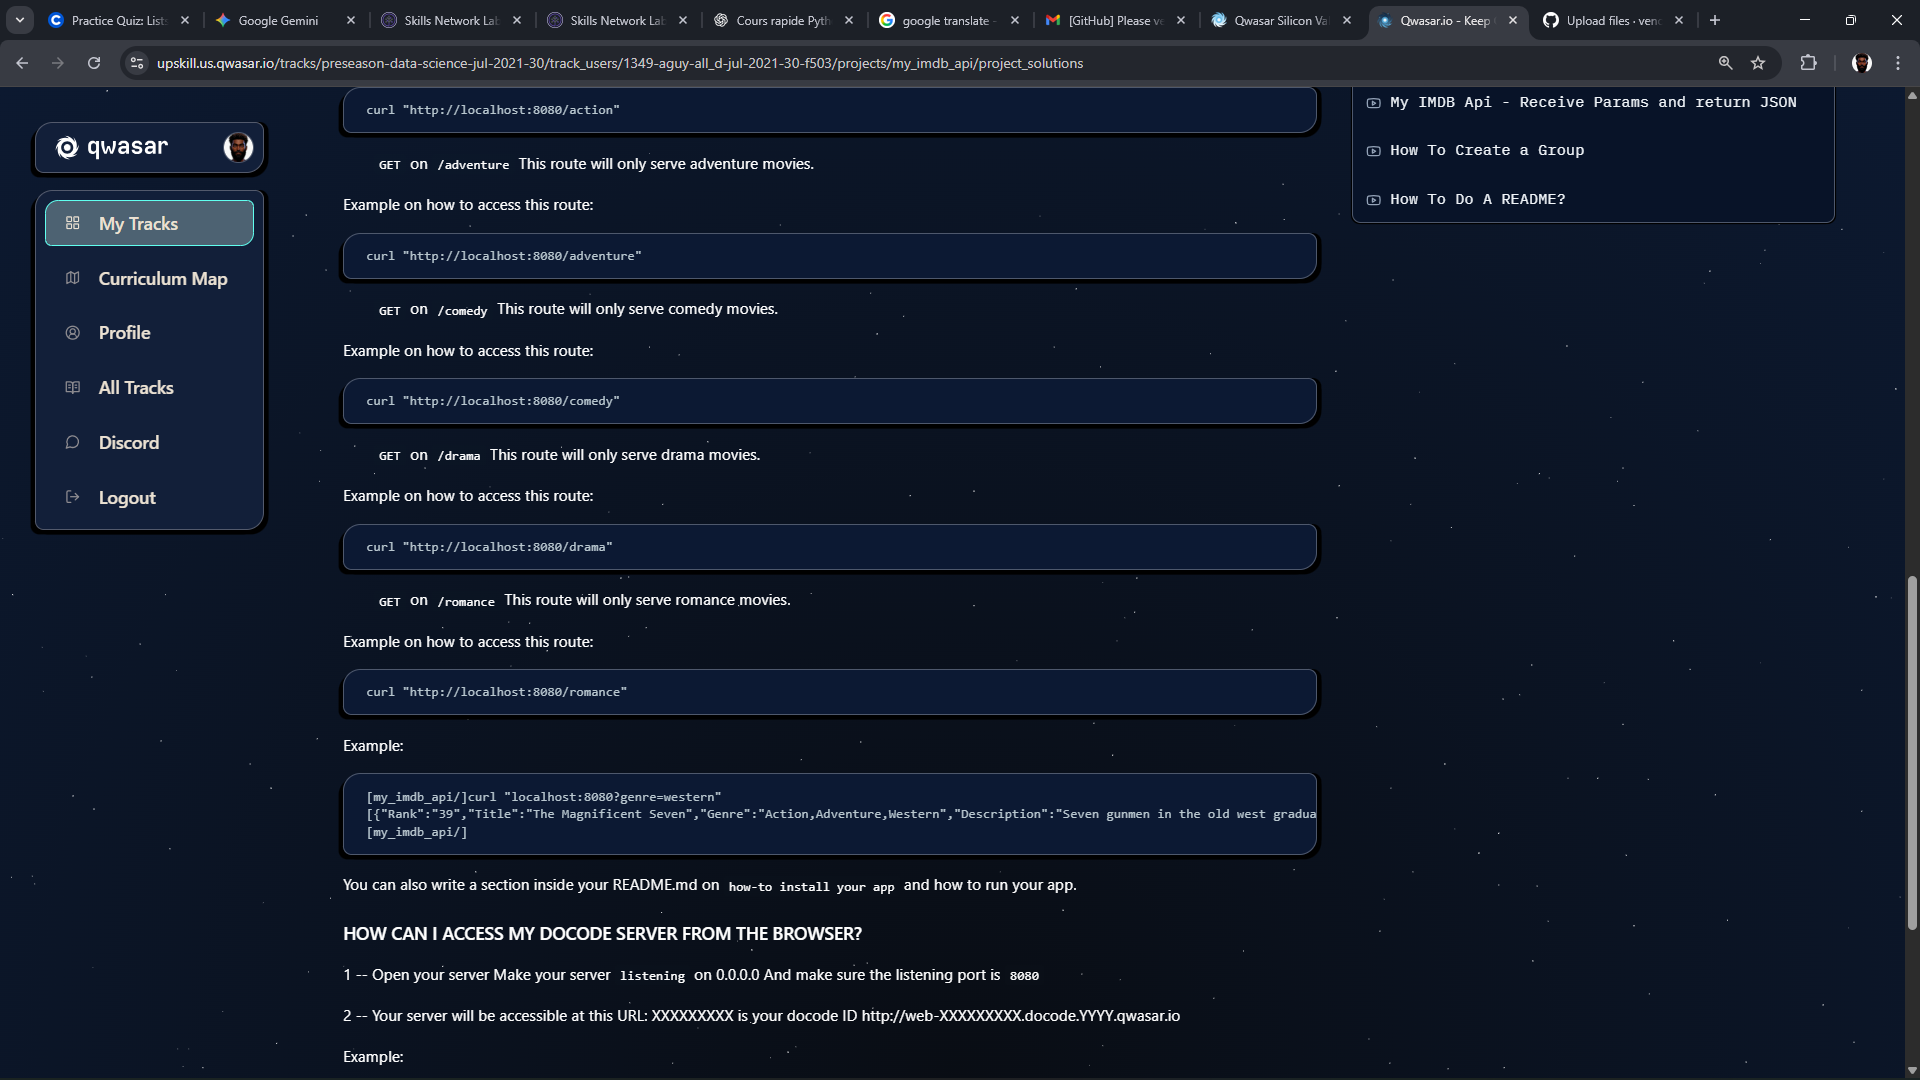 Practice Quiz: List
Google Gemini
Skills Network Lab
Skills Network Lab
Cours rapide Pyth
google translate -
[GitHub] Please ve
Qwasar Silicon Va
Qwasar.io - Keep
Upload files · venc
upskill.us.qwasar.io/tracks/preseason-data-science-jul-2021-30/track_users/1349-aguy-all_d-jul-2021-30-f503/projects/my_imdb_api/project_solutions
qwasar
My Tracks
Curriculum Map
Profile
All Tracks
Discord
Logout
curl "http://localhost:8080/action"
GET on /adventure This route will only serve adventure movies.
Example on how to access this route:
curl "http://localhost:8080/adventure"
GET on /comedy This route will only serve comedy movies.
Example on how to access this route:
curl "http://localhost:8080/comedy"
GET on /drama This route will only serve drama movies.
Example on how to access this route:
curl "http://localhost:8080/drama"
GET on /romance This route will only serve romance movies.
Example on how to access this route:
curl "http://localhost:8080/romance"
Example:
[my_imdb_api/]curl "localhost:8080?genre=western"
[{"Rank":"39","Title":"The Magnificent Seven","Genre":"Action,Adventure,Western","Description":"Seven gunmen in the old west gradua
[my_imdb_api/]
You can also write a section inside your README.md on how-to install your app and how to run your app.
HOW CAN I ACCESS MY DOCODE SERVER FROM THE BROWSER?
1 -- Open your server Make your server listening on 0.0.0.0 And make sure the listening port is 8080
2 -- Your server will be accessible at this URL: XXXXXXXXX is your docode ID http://web-XXXXXXXXX.docode.YYYY.qwasar.io
Example:
My IMDB Api - Receive Params and return JSON
How To Create a Group
How To Do A README?